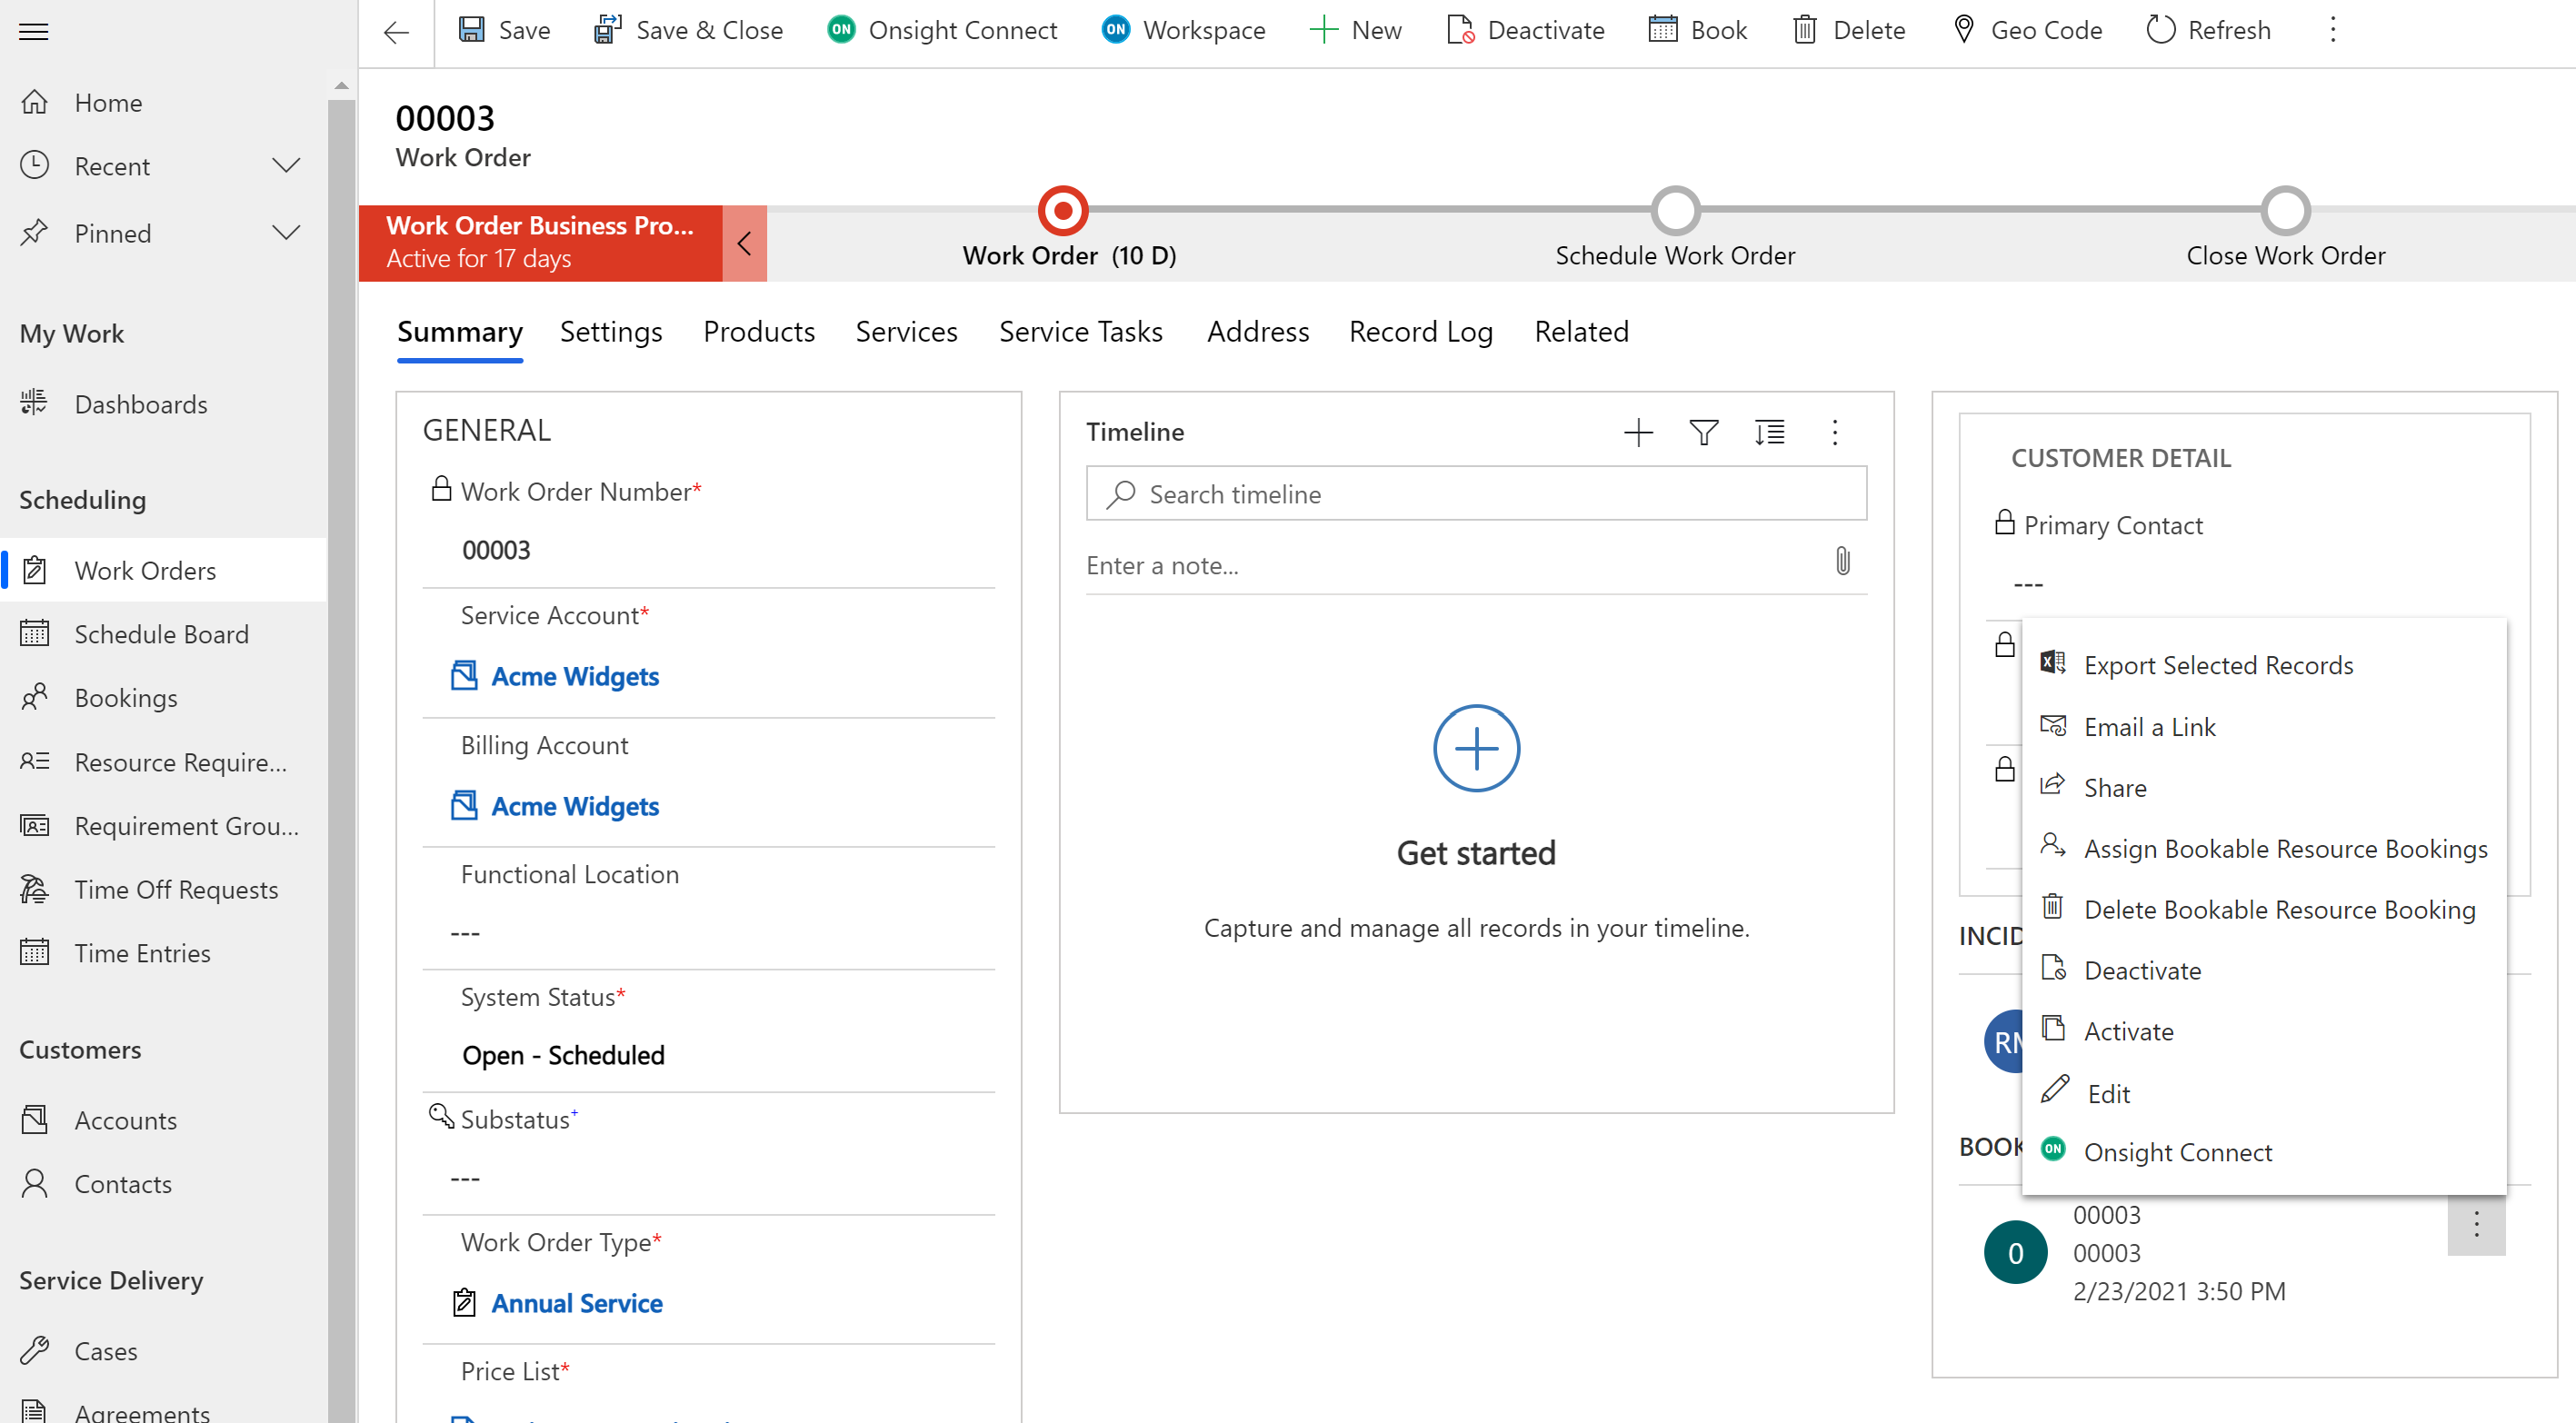 Save
Save & Close
ON Onsight Connect
ON Workspace
New
Deactivate
Book
Delete
Geo Code
Refresh
Home
Recent
Pinned
My Work
Dashboards
Scheduling
Work Orders
Schedule Board
Bookings
Resource Require...
Requirement Grou...
Time Off Requests
Time Entries
Customers
Accounts
Contacts
Service Delivery
Cases
Agreements
00003
Work Order
Work Order Business Pro...
Active for 17 days
Work Order (10 D)
Schedule Work Order
Close Work Order
Summary
Settings
Products
Services
Service Tasks
Address
Record Log
Related
GENERAL
Work Order Number*
00003
Service Account*
Acme Widgets
Billing Account
Acme Widgets
Functional Location
---
System Status*
Open - Scheduled
Substatus+
---
Work Order Type*
Annual Service
Price List*
Timeline
Search timeline
Enter a note...
Get started
Capture and manage all records in your timeline.
CUSTOMER DETAIL
Primary Contact
---
Export Selected Records
Email a Link
Share
Assign Bookable Resource Bookings
Delete Bookable Resource Booking
Deactivate
Activate
Edit
ON Onsight Connect
INCID
RM
BOOK
0
00003
00003
2/23/2021 3:50 PM